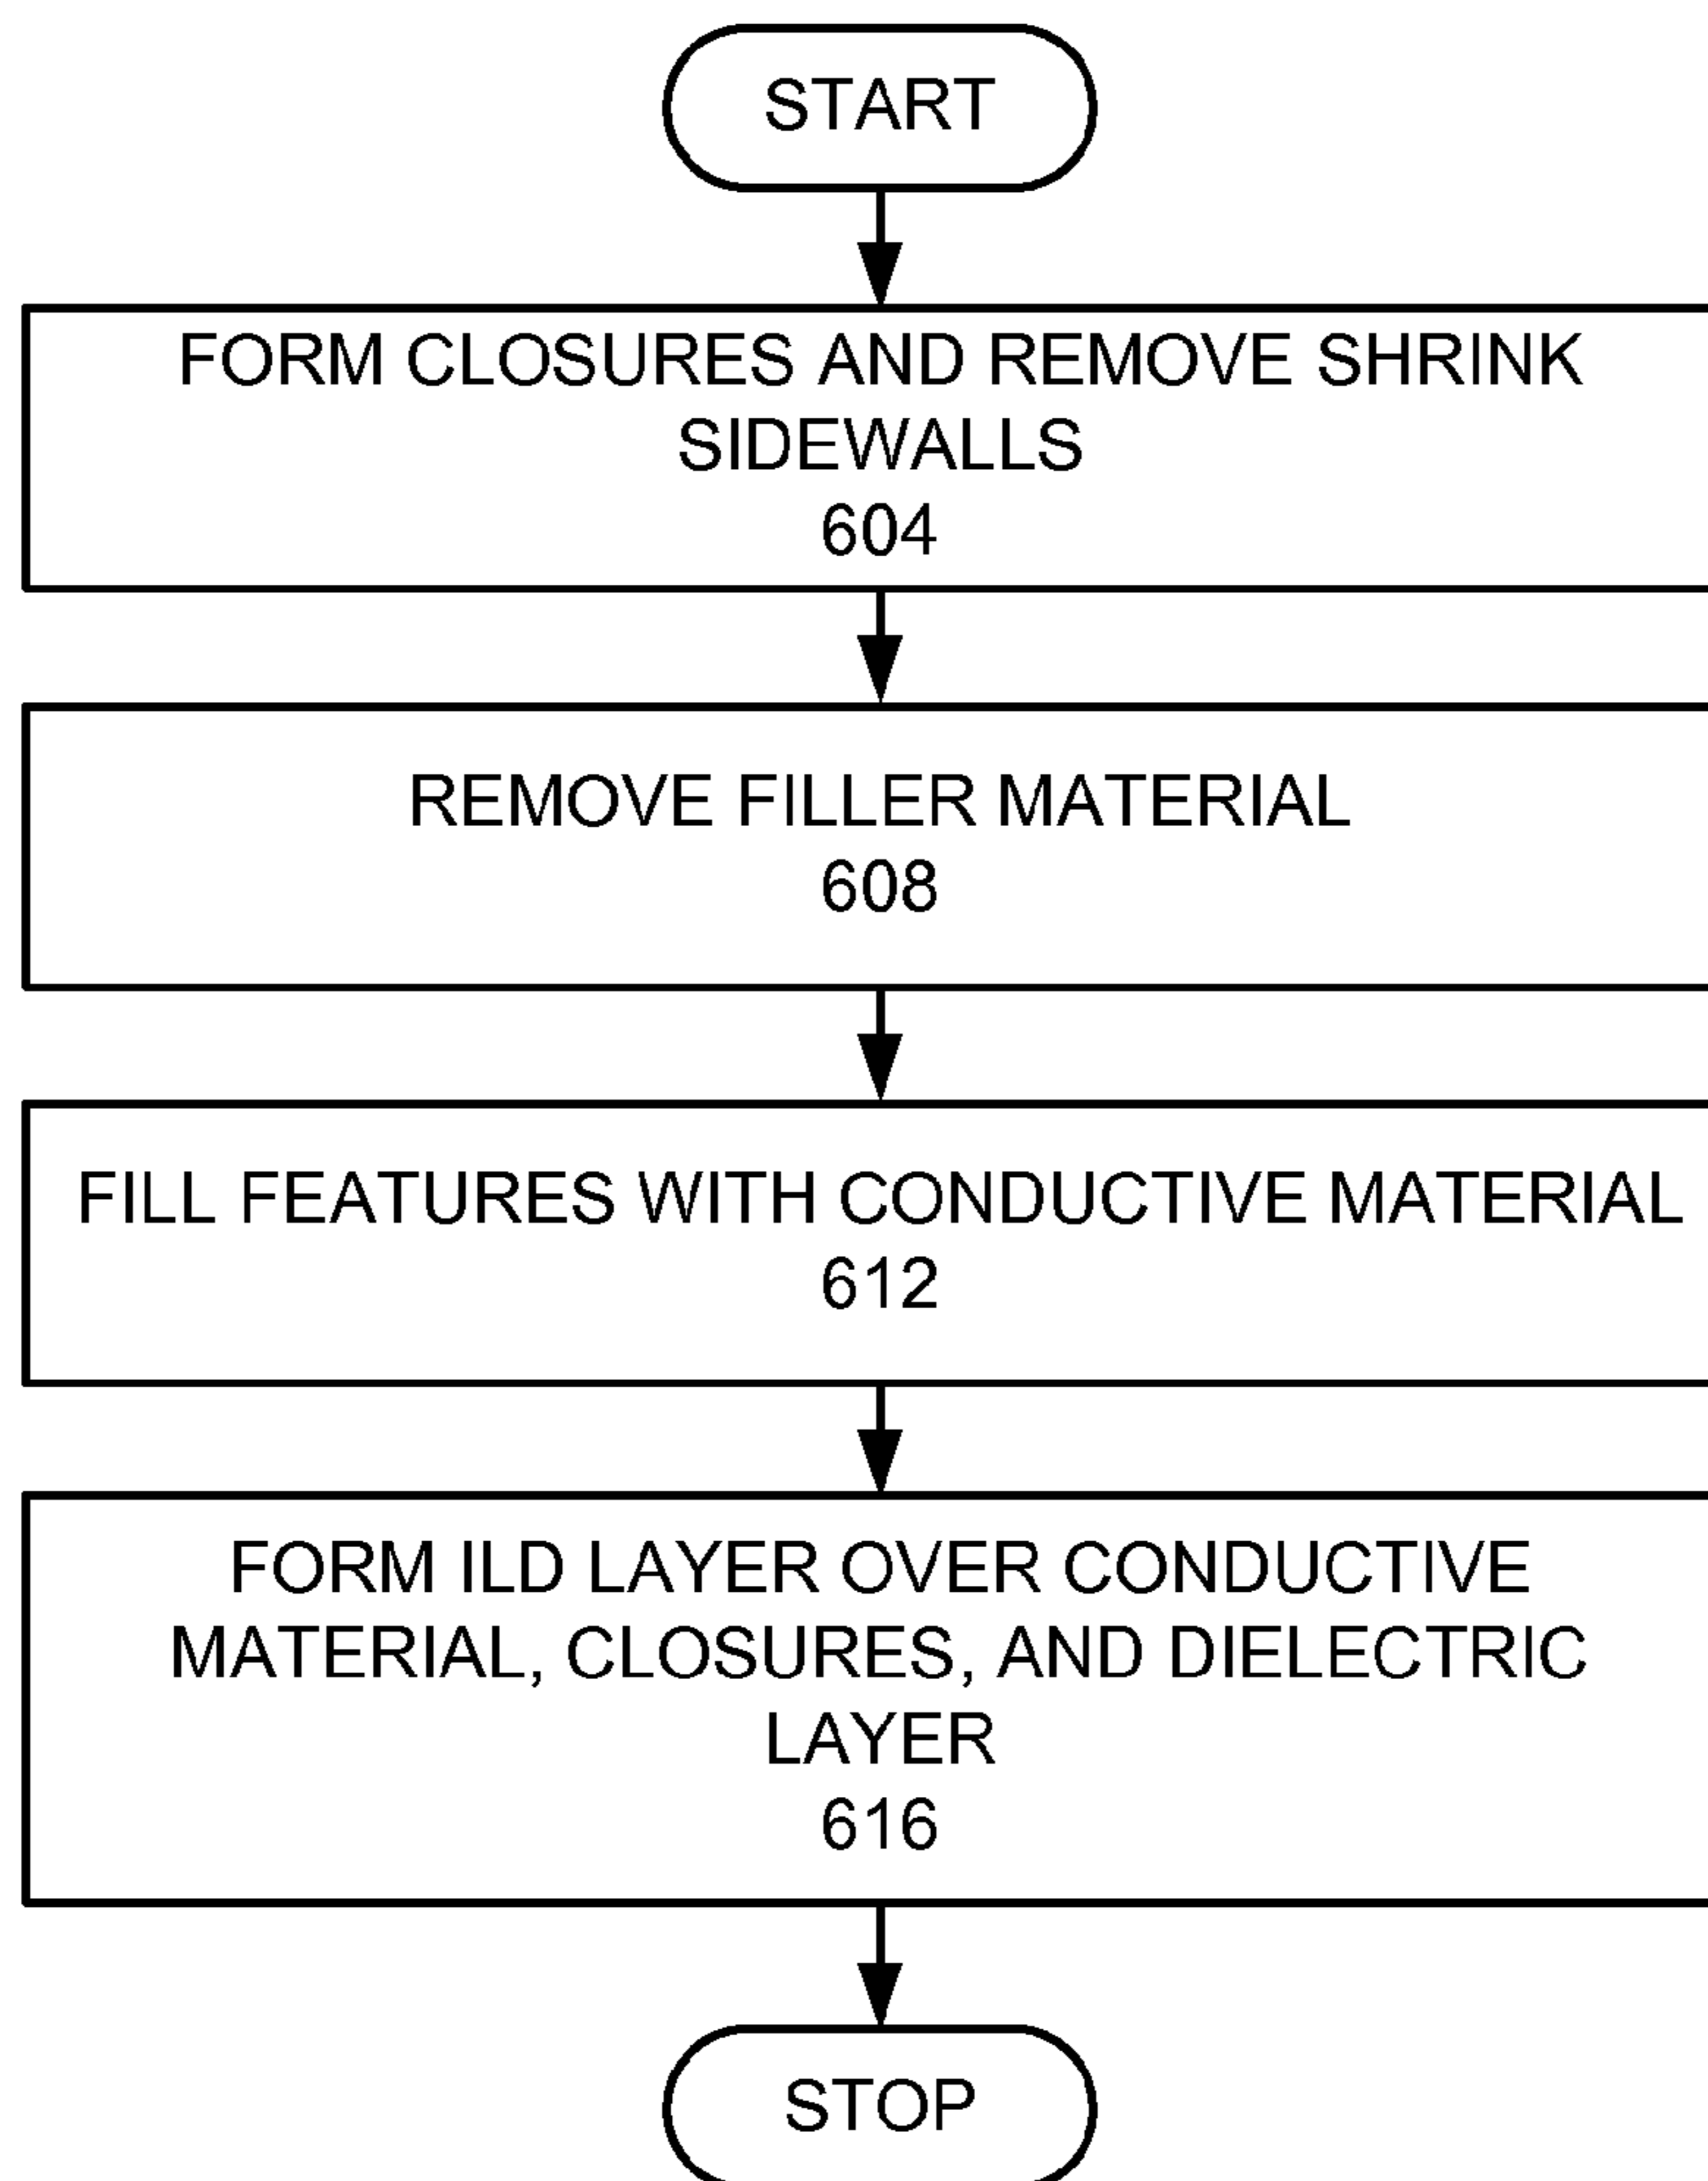 START
FORM CLOSURES AND REMOVE SHRINK
SIDEWALLS
604
REMOVE FILLER MATERIAL
608
FILL FEATURES WITH CONDUCTIVE MATERIAL
612
FORM ILD LAYER OVER CONDUCTIVE
MATERIAL, CLOSURES, AND DIELECTRIC
LAYER
616
STOP